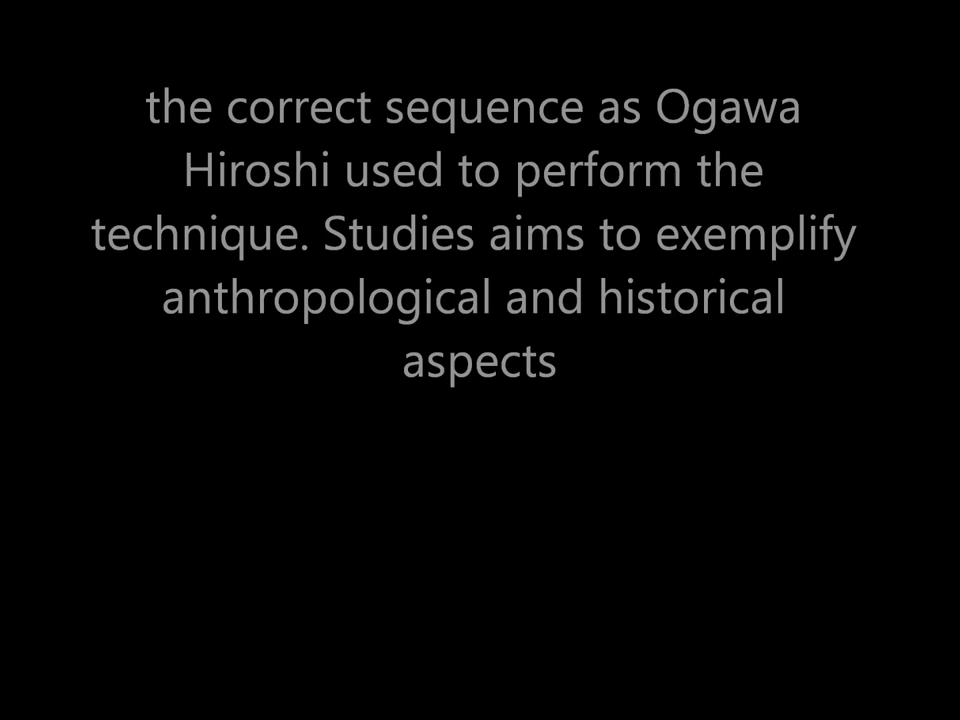 the correct sequence as Ogawa
Hiroshi used to perform the
technique. Studies aims to exemplify
anthropological and historical
aspects